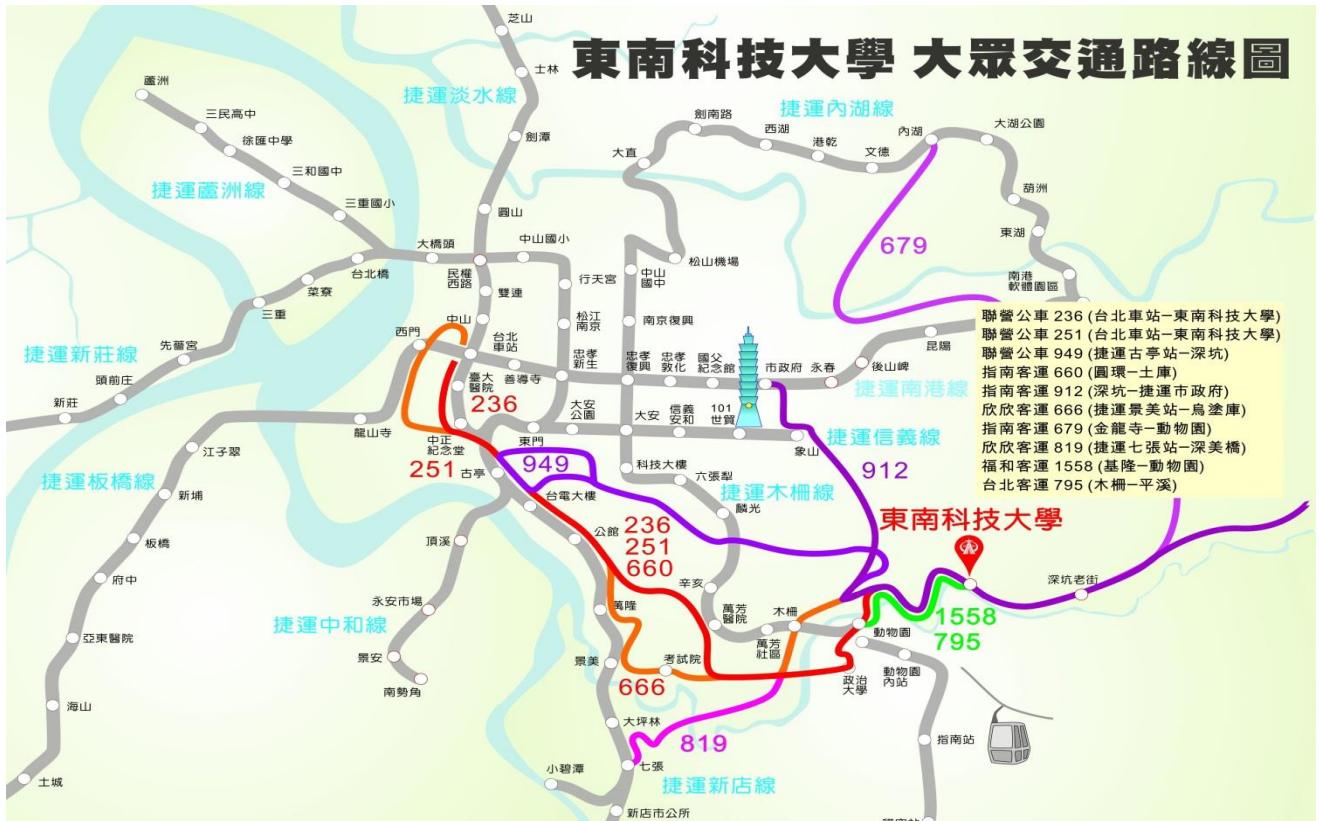 東南科技大學 大眾交通路線圖
芝山
士林
捷運淡水線
劍潭
圓山
蘆洲
三民高中
徐匯中學
三和國中
三重國小
捷運蘆洲線
台北橋
大橋頭
民權
西路
中山國小
雙連
中山
行天宮
松江
南京
菜寮
三重
先嗇宮
頭前庄
新莊
捷運新莊線
捷運內湖線
劍南路
西湖
港乾
文德
內湖
大湖公園
葫洲
東湖
南港
軟體園區
大直
松山機場
中山
國中
南京復興
679
聯營公車 236 (台北車站–東南科技大學)
聯營公車 251 (台北車站–東南科技大學)
聯營公車 949 (捷運古亭站–深坑)
指南客運 660 (圓環–土庫)
指南客運 912 (深坑–捷運市政府)
欣欣客運 666 (捷運景美站–烏塗庫)
指南客運 679 (金龍寺–動物園)
欣欣客運 819 (捷運七張站–深美橋)
福和客運 1558 (基隆–動物園)
台北客運 795 (木柵–平溪)
西門
台北
車站
善導寺
忠孝
新生
忠孝
復興
忠孝
敦化
國父
紀念館
市政府
永春
後山埤
昆陽
捷運南港線
臺大
醫院
236
中正
紀念堂
251
東門
大安
公園
大安
信義
安和
101
世貿
象山
捷運信義線
912
龍山寺
江子翠
新埔
板橋
府中
亞東醫院
海山
土城
捷運板橋線
古亭
949
台電大樓
公館
236
251
660
科技大樓
六張犁
麟光
捷運木柵線
辛亥
萬芳
醫院
萬芳
社區
木柵
動物園
動物園
內站
政治
大學
指南站
東南科技大學
深坑老街
1558
795
頂溪
永安市場
景安
南勢角
捷運中和線
萬隆
景美
考試院
666
大坪林
819
七張
小碧潭
捷運新店線
新店市公所